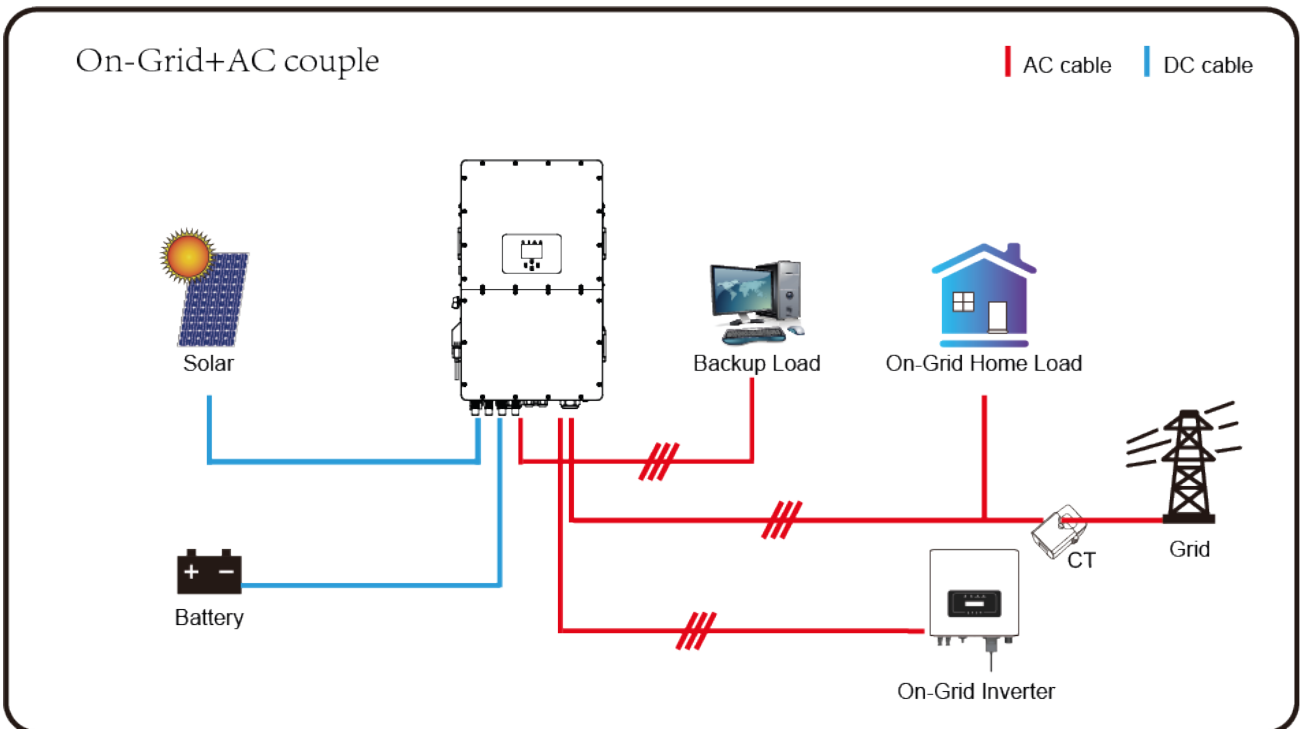 On-Grid+AC couple
AC cable
DC cable
Solar
Backup Load
On-Grid Home Load
CT
Grid
+ −
Battery
On-Grid Inverter